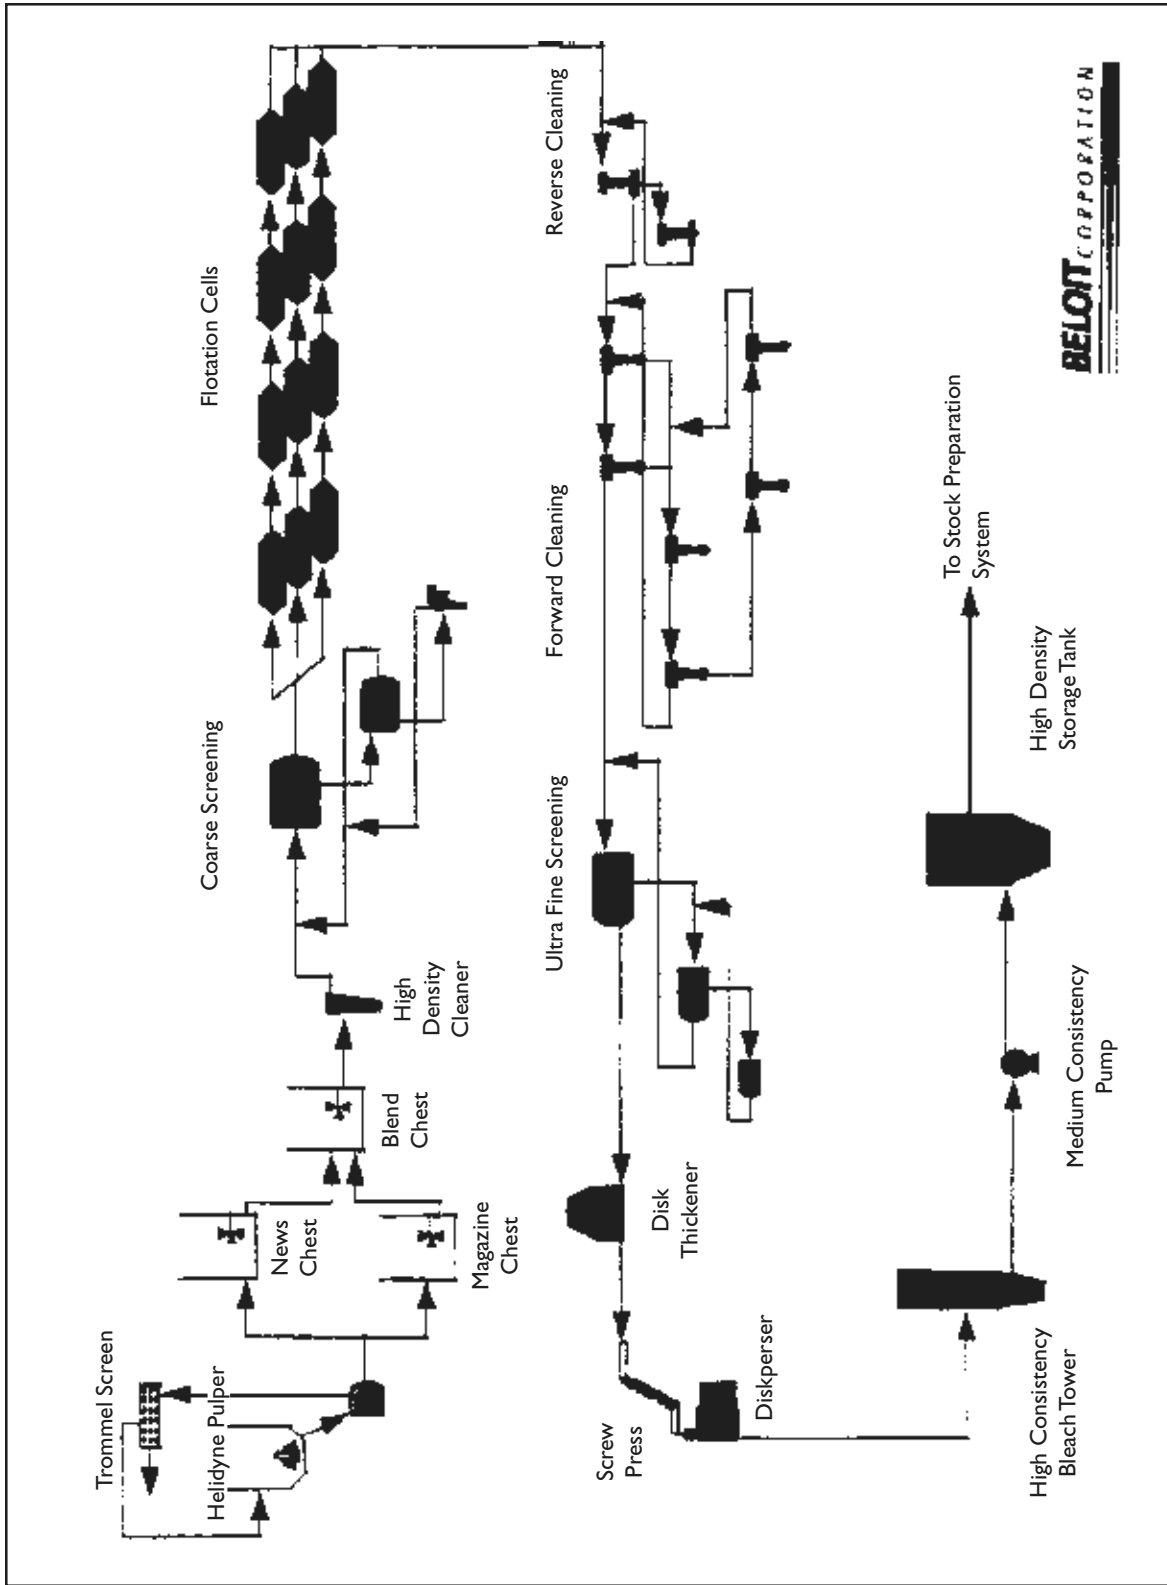 Trommel Screen
Helidyne Pulper
News
Chest
Magazine
Chest
Blend
Chest
High
Density
Cleaner
Coarse Screening
Flotation Cells
Screw
Press
Diskperser
Disk
Thickener
Ultra Fine Screening
Forward Cleaning
Reverse Cleaning
High Consistency
Bleach Tower
Medium Consistency
Pump
High Density
Storage Tank
To Stock Preparation
System
BELOIT CORPORATION